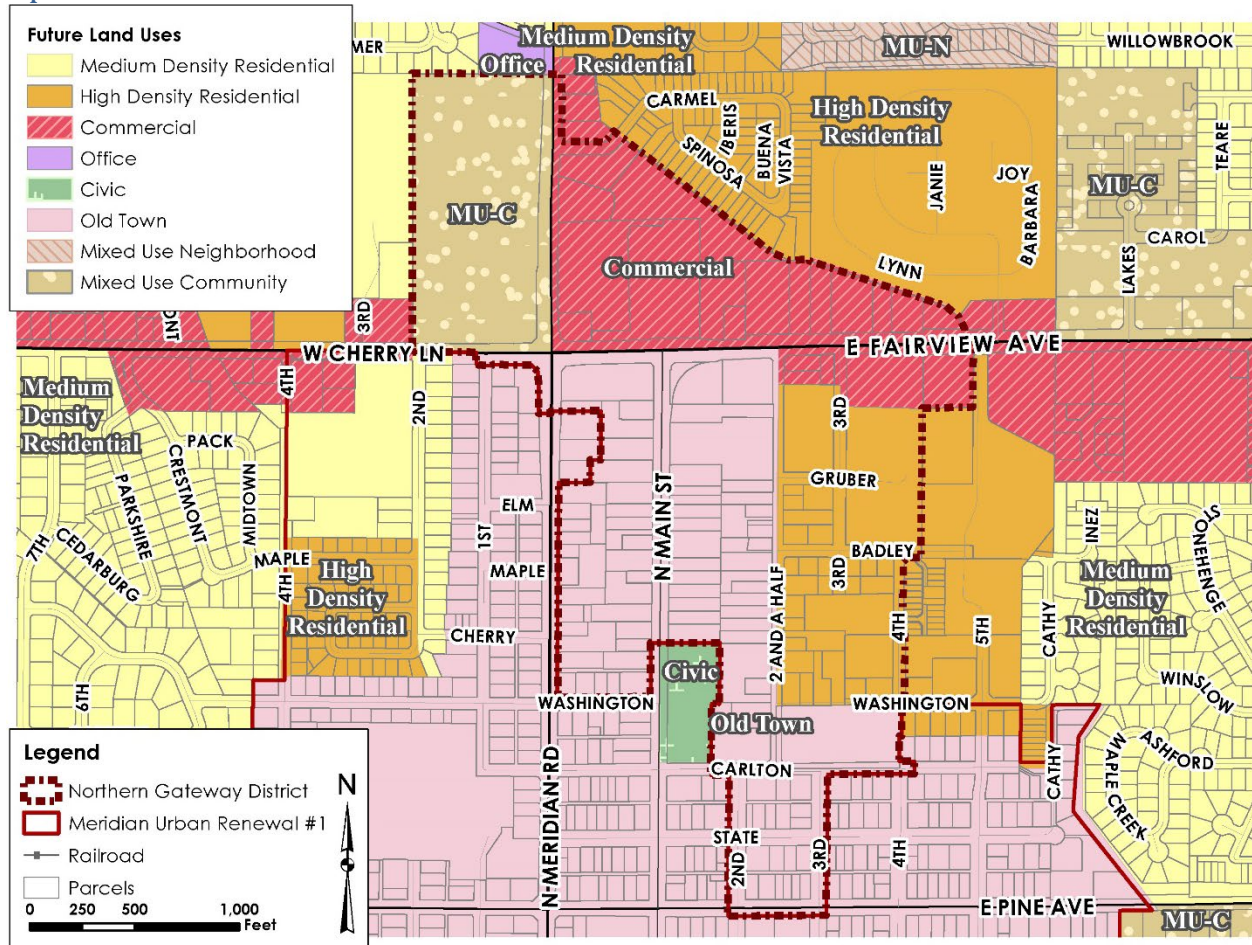 Future Land Uses
Medium Density Residential
High Density Residential
Commercial
Office
Civic
Old Town
Mixed Use Neighborhood
Mixed Use Community
MER
Office
Medium Density
Residential
MU-N
WILLOWBROOK
CARMEL
IBERIS
BUENA
VISTA
SPINOSA
High Density
Residential
JANIE
JOY
BARBARA
TEARE
MU-C
MU-C
CAROL
LAKES
LYNN
Commercial
ONT
3RD
W CHERRY LN
E FAIRVIEW AVE
Medium
Density
Residential
4TH
2ND
3RD
PACK
CRESTMONT
MIDTOWN
PARKSHIRE
CEDARBURG
7TH
MAPLE
4TH
6TH
High
Density
Residential
CHERRY
1ST
ELM
MAPLE
N MAIN ST
GRUBER
BADLEY
3RD
2 AND A HALF
4TH
5TH
INEZ
STONEHENGE
Medium
Density
Residential
CATHY
WINSLOW
Civic
WASHINGTON
Old Town
WASHINGTON
CARLTON
CATHY
ASHFORD
MAPLE CREEK
N MERIDIAN RD
STATE
2ND
3RD
4TH
E PINE AVE
MU-C
Legend
Northern Gateway District
Meridian Urban Renewal #1
Railroad
Parcels
N
0 250 500 1,000
Feet